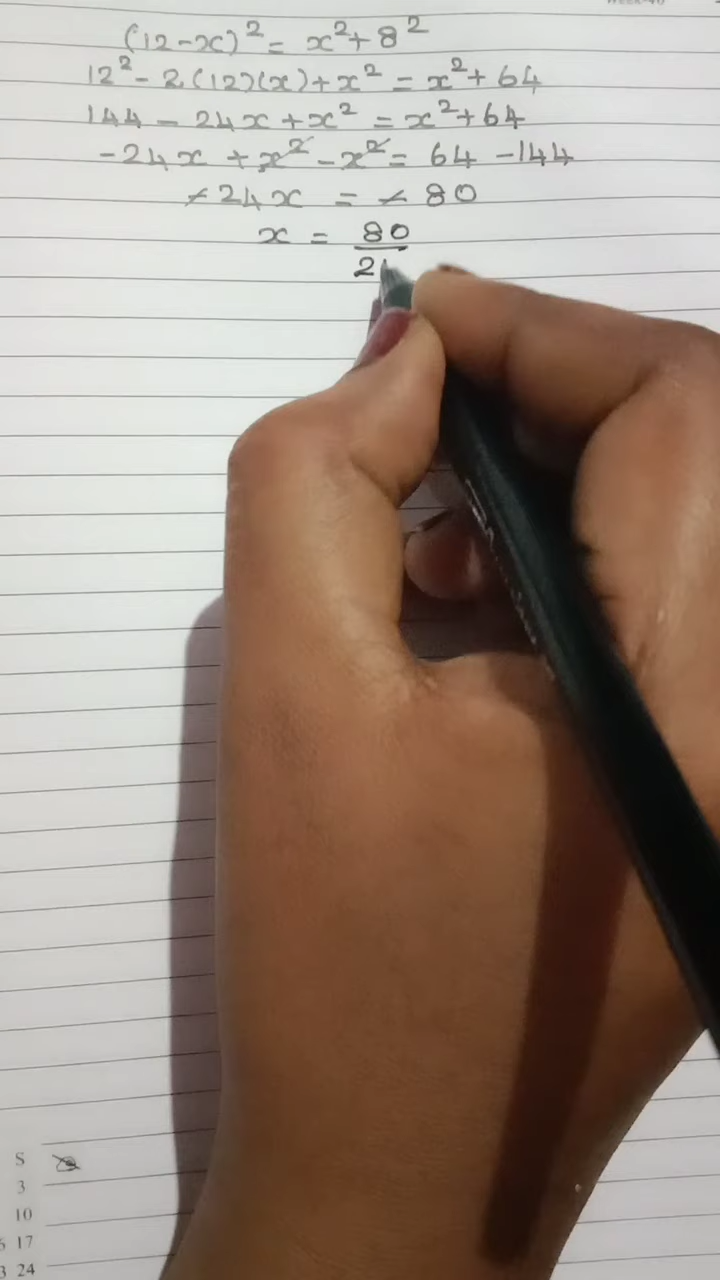 (12-x)² = x²+8²
12² - 2(12)(x)+x² = x²+64
144 - 24x +x² = x²+64
-24x + x² - x² = 64 -144
-24x = -80
x = 80
2
S
3
10
17
3 24